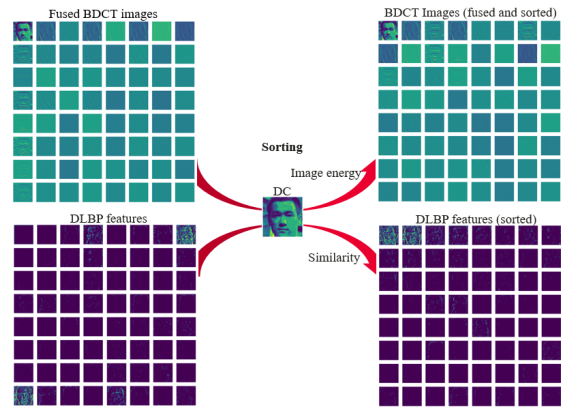 Fused BDCT images
BDCT Images (fused and sorted)
Sorting
Image energy
DC
DLBP features
DLBP features (sorted)
Similarity